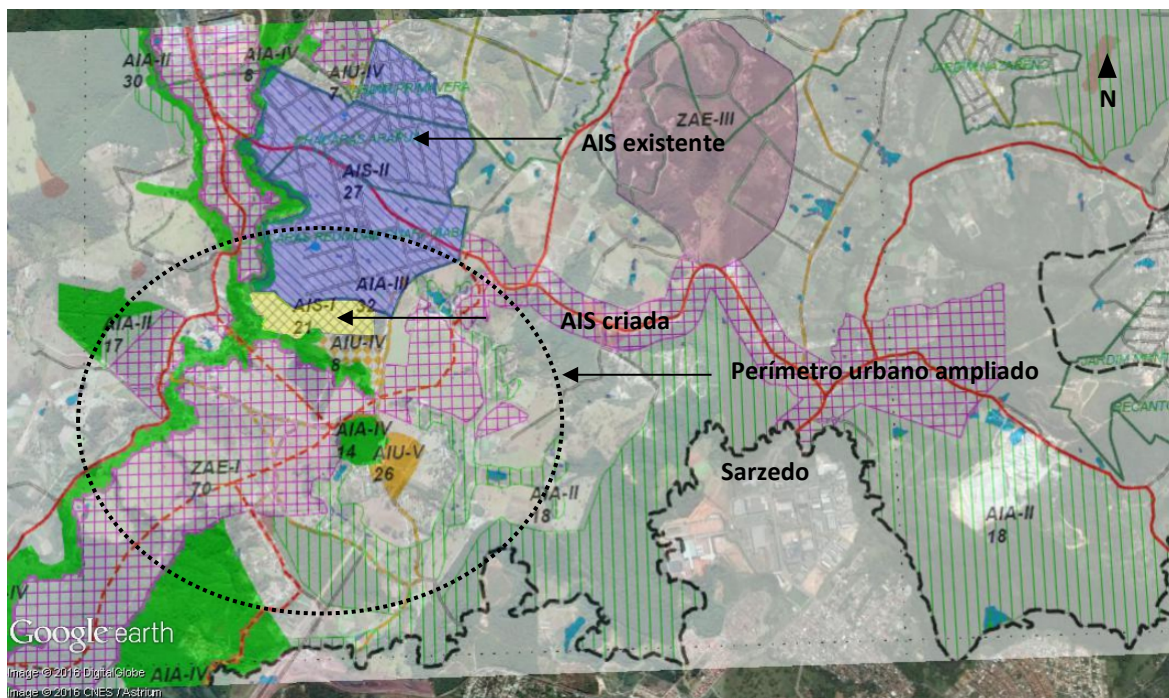 AIA-II
30
AIA-IV
8
AIU-IV
7
ZAE-III
N
AIS existente
AIS-II
27
AIA-III
32
AIS-I
21
AIS criada
AIA-II
17
AIU-IV
8
Perímetro urbano ampliado
AIA-IV
14
AIU-V
26
Sarzedo
ZAE-I
70
AIA-II
18
AIA-II
18
Google earth
AIA-IV
Image © 2016 DigitalGlobe
Image © 2016 CNES / Astrium